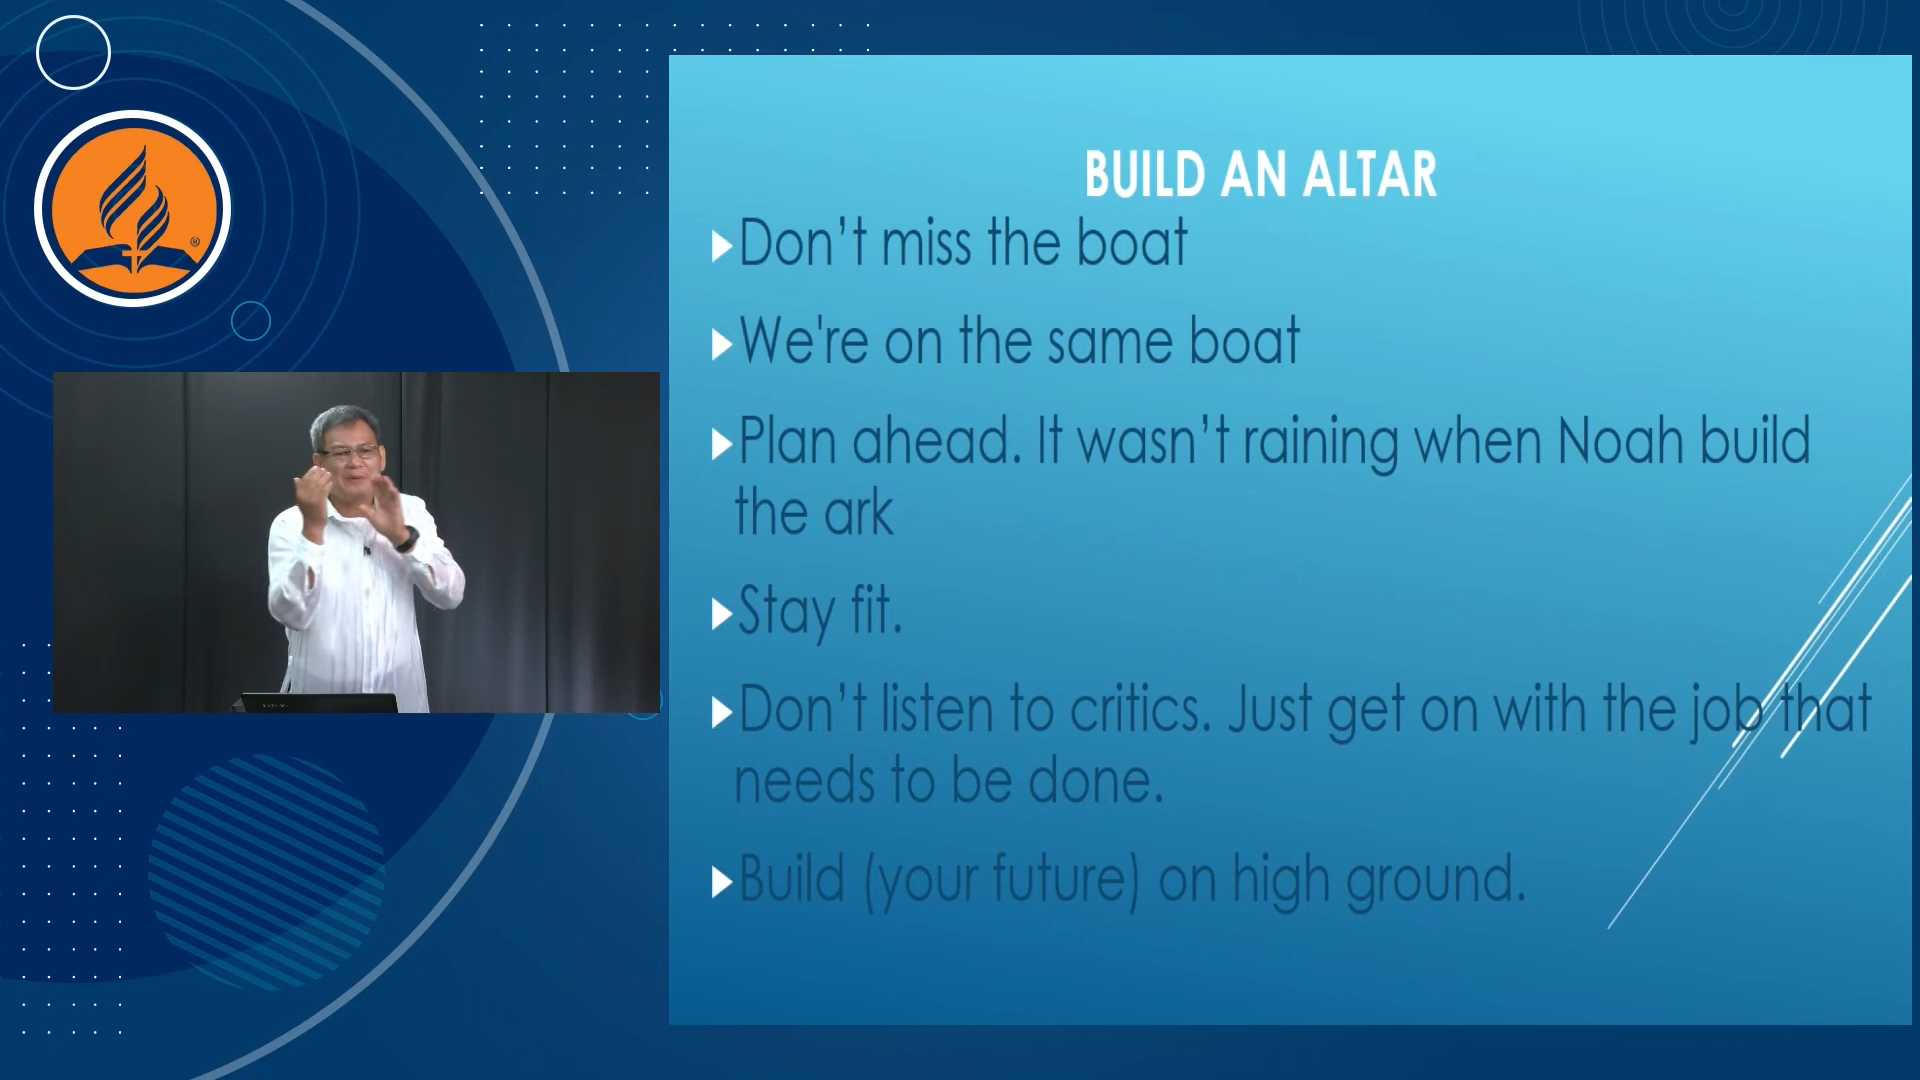 BUILD AN ALTAR
Don’t miss the boat
We're on the same boat
Plan ahead. It wasn’t raining when Noah build
the ark
Stay fit.
Don’t listen to critics. Just get on with the job that
needs to be done.
Build (your future) on high ground.
®